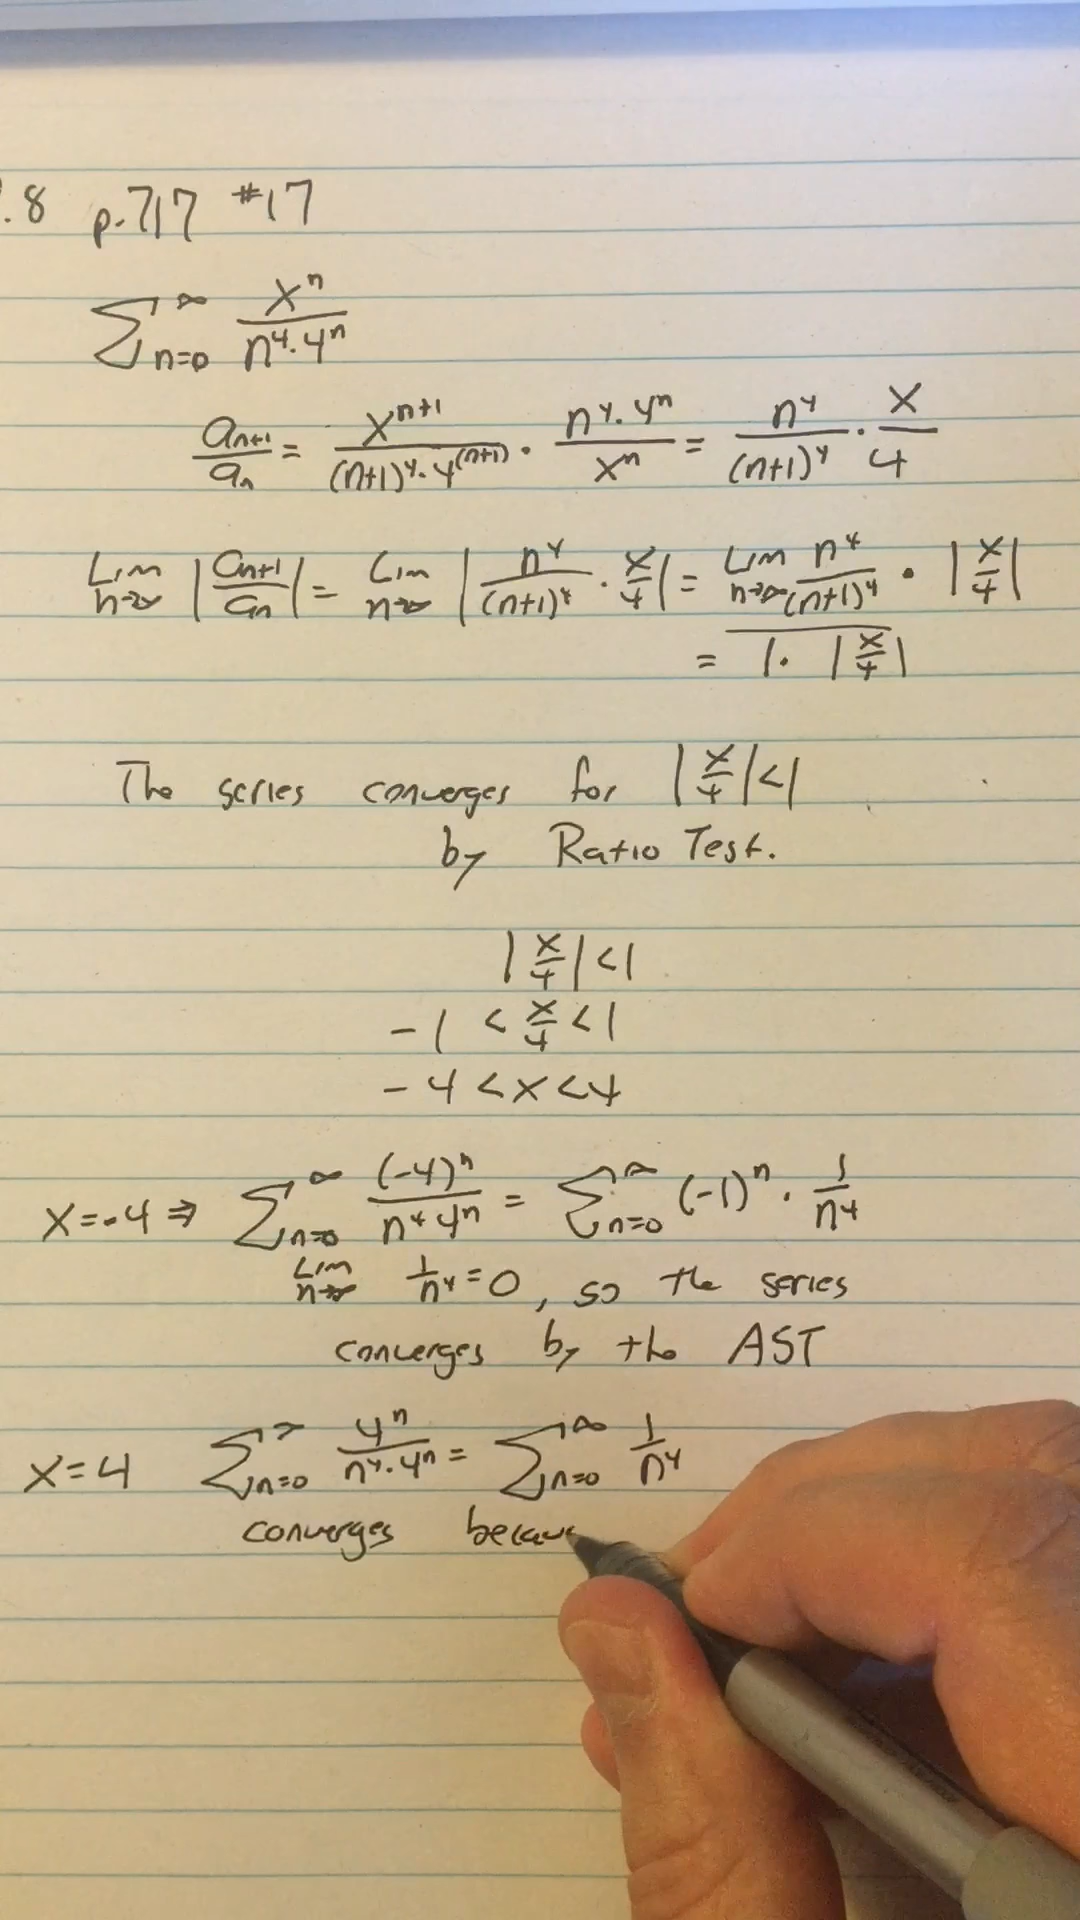 .8 p.717 #17
∑_{n=0}^{∞} x^n / (n^4 · 4^n)
a_{n+1} / a_n = x^{n+1} / ((n+1)^4 · 4^{(n+1)}) · (n^4 · 4^n) / x^n = n^4 / (n+1)^4 · x/4
Lim_{n→∞} |a_{n+1} / a_n| = Lim_{n→∞} |n^4 / (n+1)^4 · x/4| = Lim_{n→∞} n^4 / (n+1)^4 · |x/4|
= 1 · |x/4|
The series converges for |x/4| < 1
by Ratio Test.
|x/4| < 1
-1 < x/4 < 1
-4 < x < 4
x = -4 ⇒ ∑_{n=0}^{∞} (-4)^n / (n^4 4^n) = ∑_{n=0}^{∞} (-1)^n · 1/n^4
Lim_{n→∞} 1/n^4 = 0, so the series
converges by the AST
x = 4 ∑_{n=0}^{∞} 4^n / (n^4 · 4^n) = ∑_{n=0}^{∞} 1/n^4
converges becaus